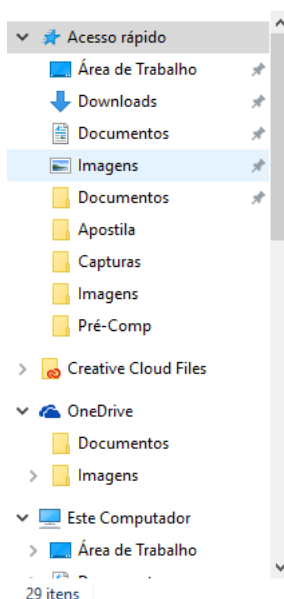 Acesso rápido
Área de Trabalho
Downloads
Documentos
Imagens
Documentos
Apostila
Capturas
Imagens
Pré-Comp
Creative Cloud Files
OneDrive
Documentos
Imagens
Este Computador
Área de Trabalho
29 itens